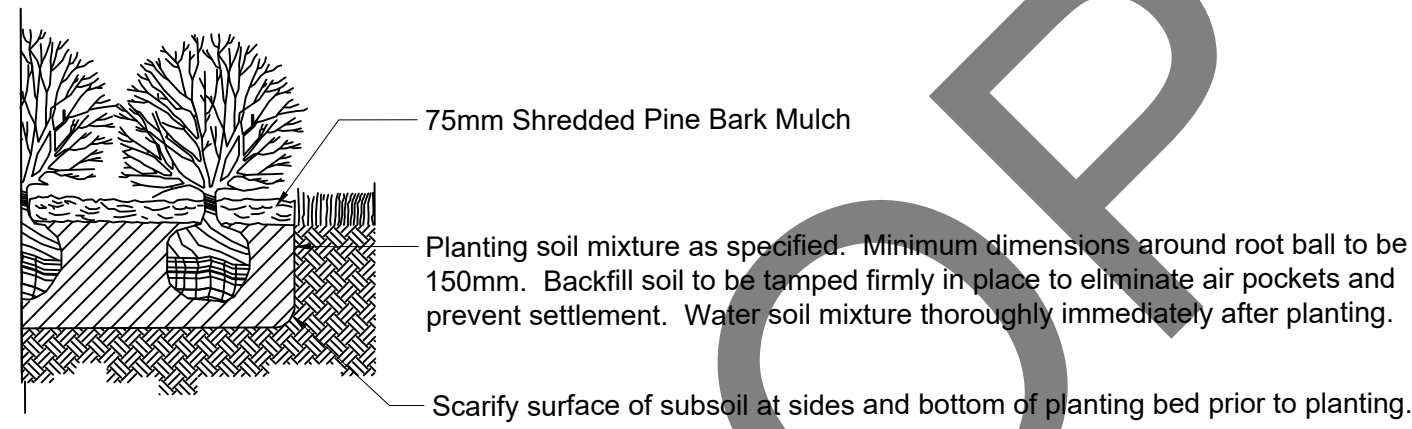 75mm Shredded Pine Bark Mulch
Planting soil mixture as specified. Minimum dimensions around root ball to be
150mm. Backfill soil to be tamped firmly in place to eliminate air pockets and
prevent settlement. Water soil mixture thoroughly immediately after planting.
Scarify surface of subsoil at sides and bottom of planting bed prior to planting.
OP